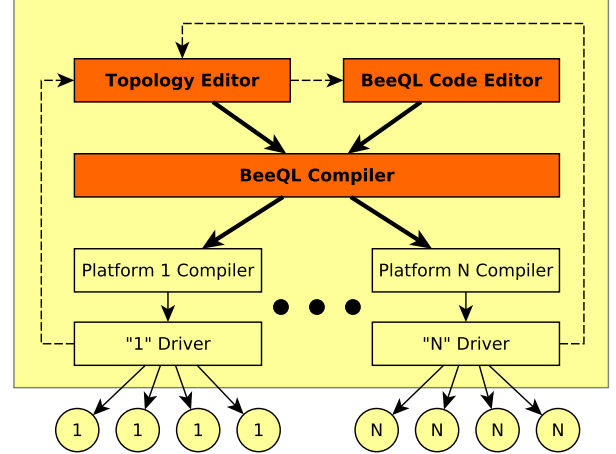 Topology Editor
BeeQL Code Editor
BeeQL Compiler
Platform 1 Compiler
Platform N Compiler
"1" Driver
"N" Driver
1 1 1 1 N N N N